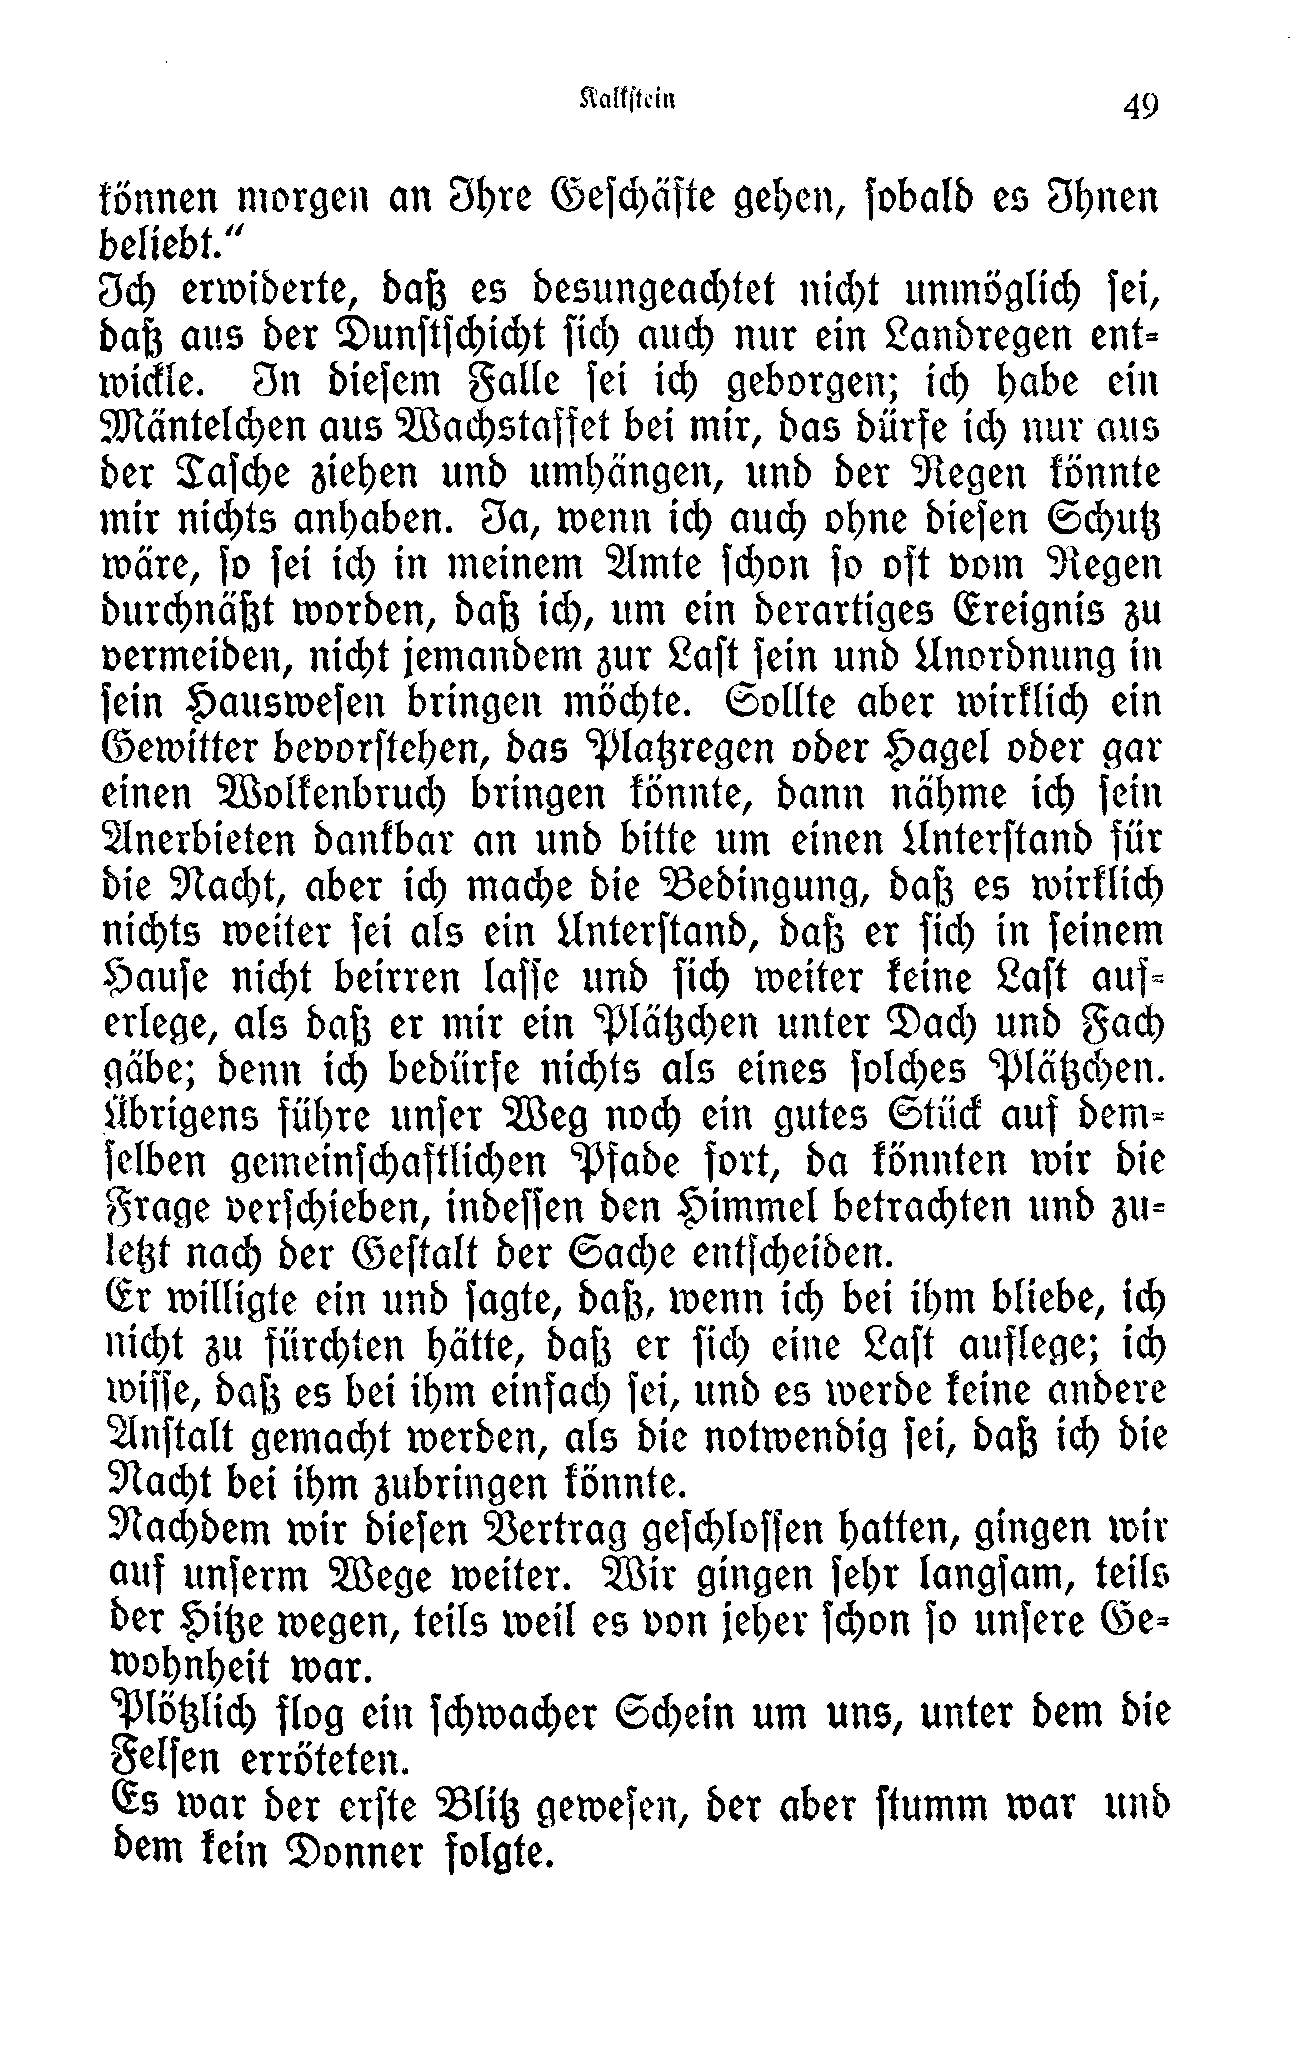 Kalkstein 49
können morgen an Ihre Geschäfte gehen, sobald es Ihnen
beliebt.“
Ich erwiderte, daß es desungeachtet nicht unmöglich sei,
daß aus der Dunstschicht sich auch nur ein Landregen ent-
wickle. In diesem Falle sei ich geborgen; ich habe ein
Mäntelchen aus Wachstaffet bei mir, das dürfe ich nur aus
der Tasche ziehen und umhängen, und der Regen könnte
mir nichts anhaben. Ja, wenn ich auch ohne diesen Schutz
wäre, so sei ich in meinem Amte schon so oft vom Regen
durchnäßt worden, daß ich, um ein derartiges Ereignis zu
vermeiden, nicht jemandem zur Last sein und Unordnung in
sein Hauswesen bringen möchte. Sollte aber wirklich ein
Gewitter bevorstehen, das Platzregen oder Hagel oder gar
einen Wolkenbruch bringen könnte, dann nähme ich sein
Anerbieten dankbar an und bitte um einen Unterstand für
die Nacht, aber ich mache die Bedingung, daß es wirklich
nichts weiter sei als ein Unterstand, daß er sich in seinem
Hause nicht beirren lasse und sich weiter keine Last auf-
erlege, als daß er mir ein Plätzchen unter Dach und Fach
gäbe; denn ich bedürfe nichts als eines solches Plätzchen.
Übrigens führe unser Weg noch ein gutes Stück auf dem-
selben gemeinschaftlichen Pfade fort, da könnten wir die
Frage verschieben, indessen den Himmel betrachten und zu-
letzt nach der Gestalt der Sache entscheiden.
Er willigte ein und sagte, daß, wenn ich bei ihm bliebe, ich
nicht zu fürchten hätte, daß er sich eine Last auflege; ich
wisse, daß es bei ihm einfach sei, und es werde keine andere
Anstalt gemacht werden, als die notwendig sei, daß ich die
Nacht bei ihm zubringen könnte.
Nachdem wir diesen Vertrag geschlossen hatten, gingen wir
auf unserm Wege weiter. Wir gingen sehr langsam, teils
der Hitze wegen, teils weil es von jeher schon so unsere Ge-
wohnheit war.
Plötzlich flog ein schwacher Schein um uns, unter dem die
Felsen erröteten.
Es war der erste Blitz gewesen, der aber stumm war und
dem kein Donner folgte.